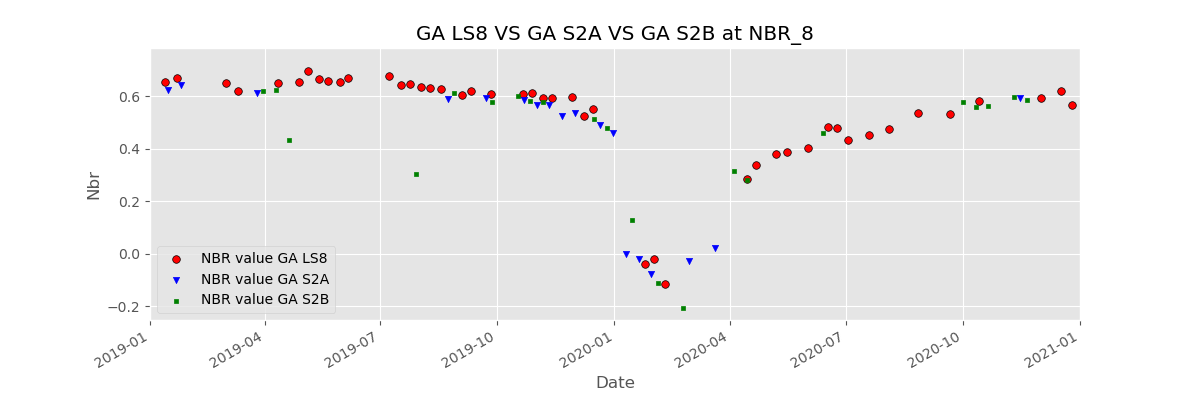 GA LS8 VS GA S2A VS GA S2B at NBR_8
Nbr
0.6
0.4
0.2
0.0
−0.2
NBR value GA LS8
NBR value GA S2A
NBR value GA S2B
2019-01
2019-04
2019-07
2019-10
2020-01
2020-04
2020-07
2020-10
2021-01
Date